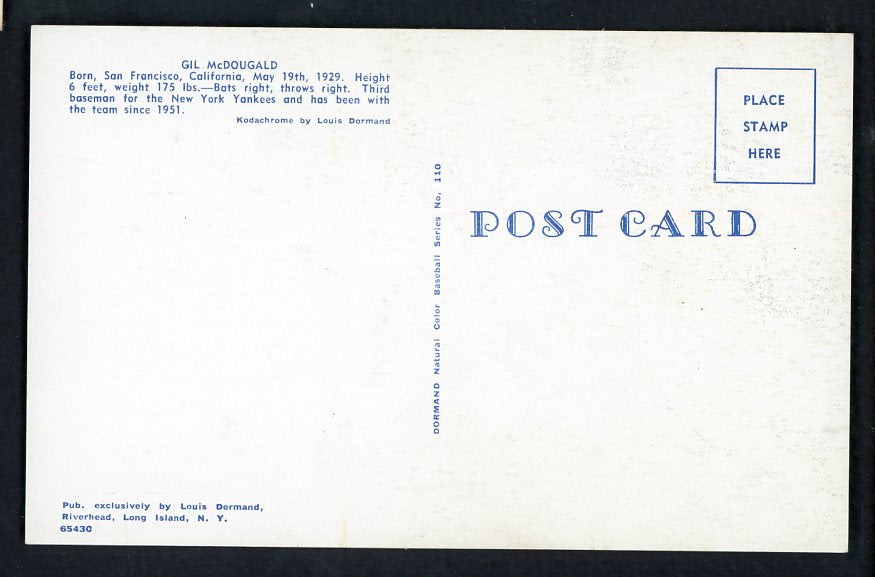 GIL McDOUGALD
Born, San Francisco, California, May 19th, 1929. Height
6 feet, weight 175 lbs.—Bats right, throws right. Third
baseman for the New York Yankees and has been with
the team since 1951.
Kodachrome by Louis Dormand
PLACE
STAMP
HERE
DORMAND Natural Color Baseball Series No. 110
POST CARD
Pub. exclusively by Louis Dormand,
Riverhead, Long Island, N. Y.
65430